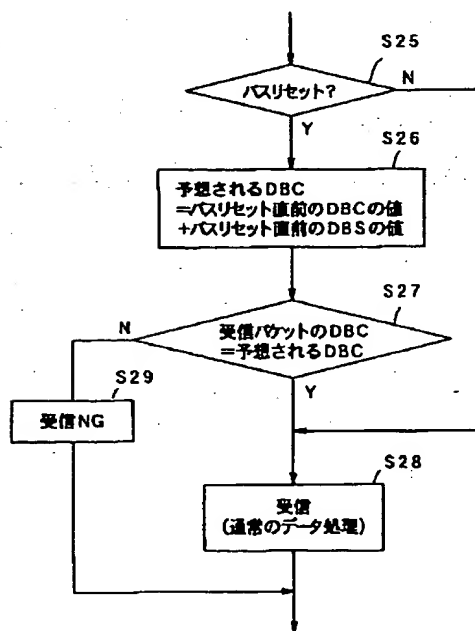 S25
バスリセット?
N
Y
S26
予想されるDBC
=バスリセット直前のDBCの値
+バスリセット直前のDBSの値
S27
N
受信パケットのDBC
=予想されるDBC
Y
S29
受信NG
S28
受信
(通常のデータ処理)